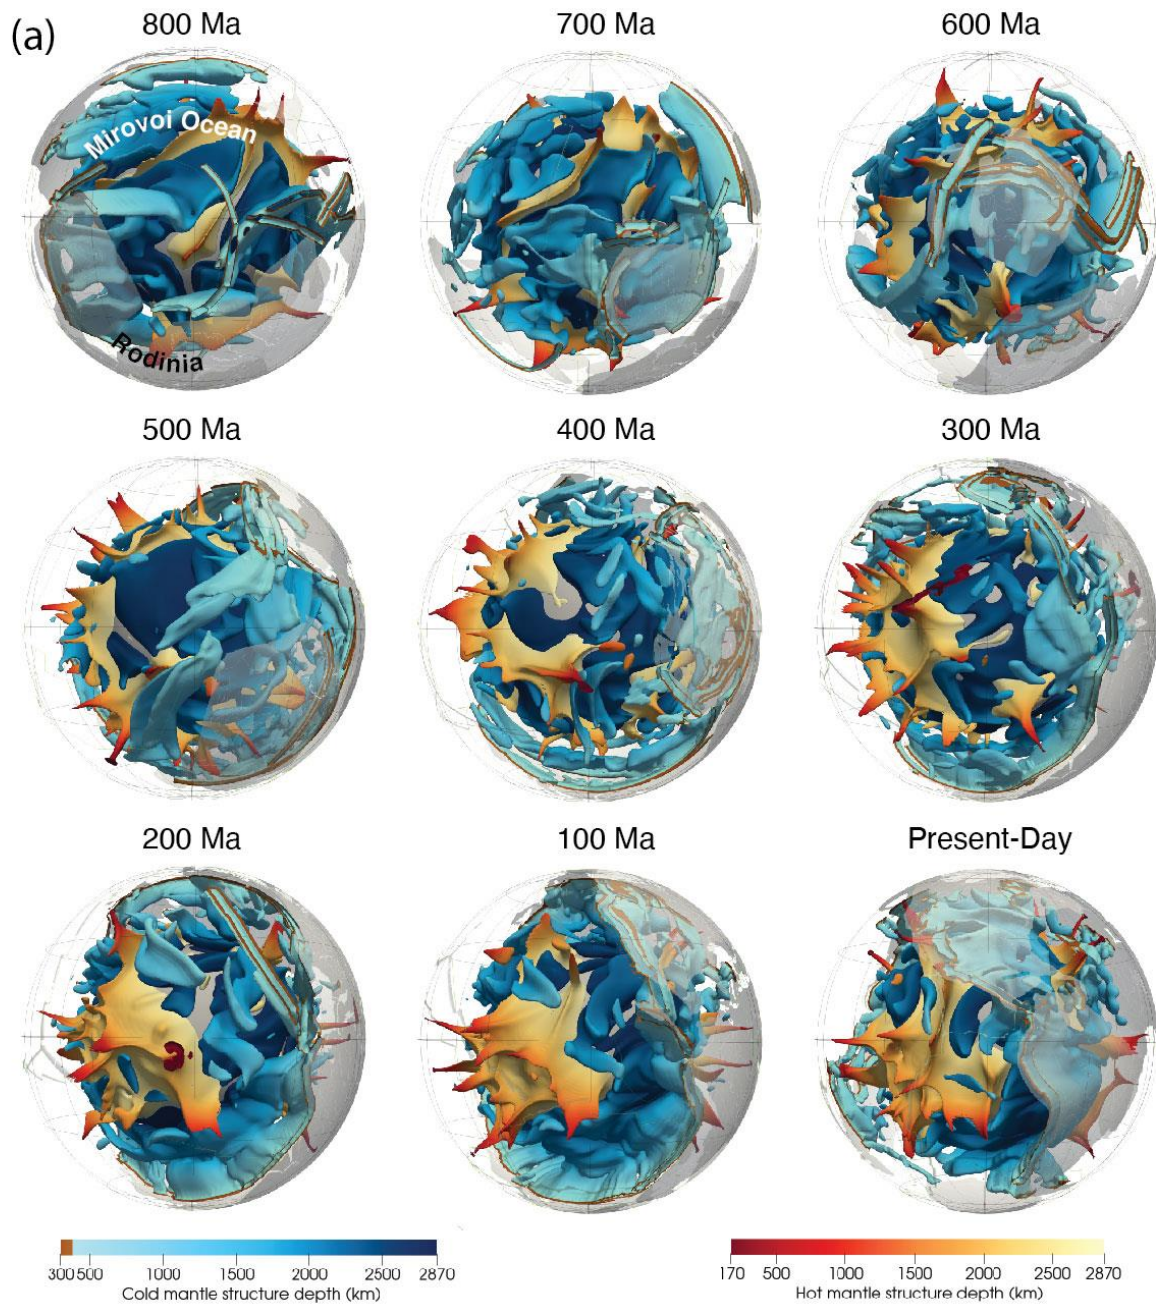 (a)
800 Ma
700 Ma
600 Ma
Mirovoi Ocean
Rodinia
500 Ma
400 Ma
300 Ma
200 Ma
100 Ma
Present-Day
300 500 1000 1500 2000 2500 2870
Cold mantle structure depth (km)
170 500 1000 1500 2000 2500 2870
Hot mantle structure depth (km)